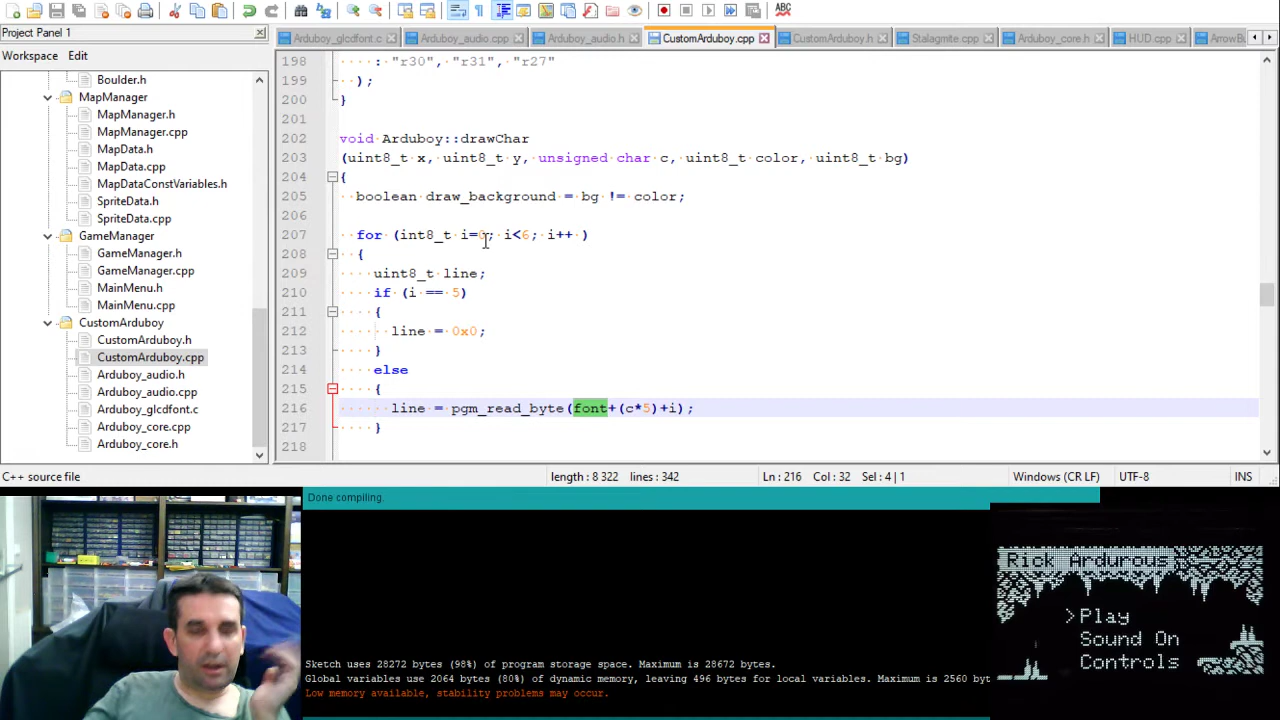 Project Panel 1
Workspace Edit
Boulder.h
MapManager
MapManager.h
MapManager.cpp
MapData.h
MapData.cpp
MapDataConstVariables.h
SpriteData.h
SpriteData.cpp
GameManager
GameManager.h
GameManager.cpp
MainMenu.h
MainMenu.cpp
CustomArduboy
CustomArduboy.h
CustomArduboy.cpp
Arduboy_audio.h
Arduboy_audio.cpp
Arduboy_glcdfont.c
Arduboy_core.cpp
Arduboy_core.h
C++ source file
ABC
Arduboy_glcdfont.c Arduboy_audio.cpp Arduboy_audio.h CustomArduboy.cpp CustomArduboy.h Stalagmite.cpp Arduboy_core.h HUD.cpp ArrowBu
198 : "r30", "r31", "r27"
199 );
200 }
201
202 void Arduboy::drawChar
203 (uint8_t x, uint8_t y, unsigned char c, uint8_t color, uint8_t bg)
204 {
205 boolean draw_background = bg != color;
206
207 for (int8_t i=0; i<6; i++ )
208 {
209 uint8_t line;
210 if (i == 5)
211 {
212 line = 0x0;
213 }
214 else
215 {
216 line = pgm_read_byte(font+(c*5)+i);
217 }
218
length : 8 322 lines : 342 Ln : 216 Col : 32 Sel : 4 | 1 Windows (CR LF) UTF-8 INS
Done compiling.
Sketch uses 28272 bytes (98%) of program storage space. Maximum is 28672 bytes.
Global variables use 2064 bytes (80%) of dynamic memory, leaving 496 bytes for local variables. Maximum is 2560 byt
Low memory available, stability problems may occur.
Rick Ardurous
>Play
Sound On
Controls